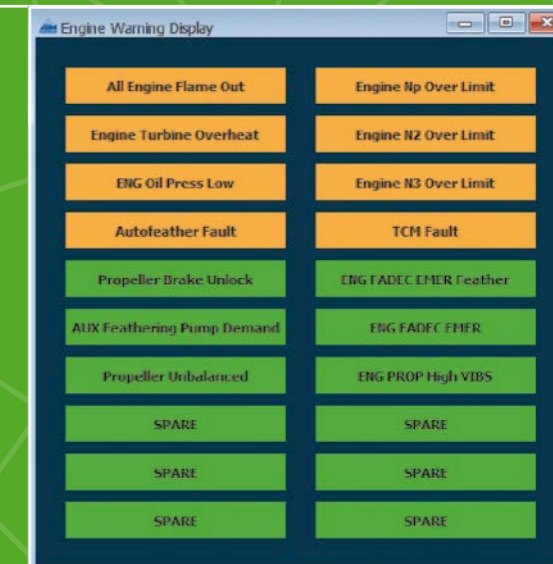 Engine Warning Display
All Engine Flame Out
Engine Np Over Limit
Engine Turbine Overheat
Engine N2 Over Limit
ENG Oil Press Low
Engine N3 Over Limit
Autofeather Fault
TCM Fault
Propeller Brake Unlock
ENG FADEC EMER Feather
AUX Feathering Pump Demand
ENG FADEC EMER
Propeller Unbalanced
ENG PROP High VIBS
SPARE
SPARE
SPARE
SPARE
SPARE
SPARE